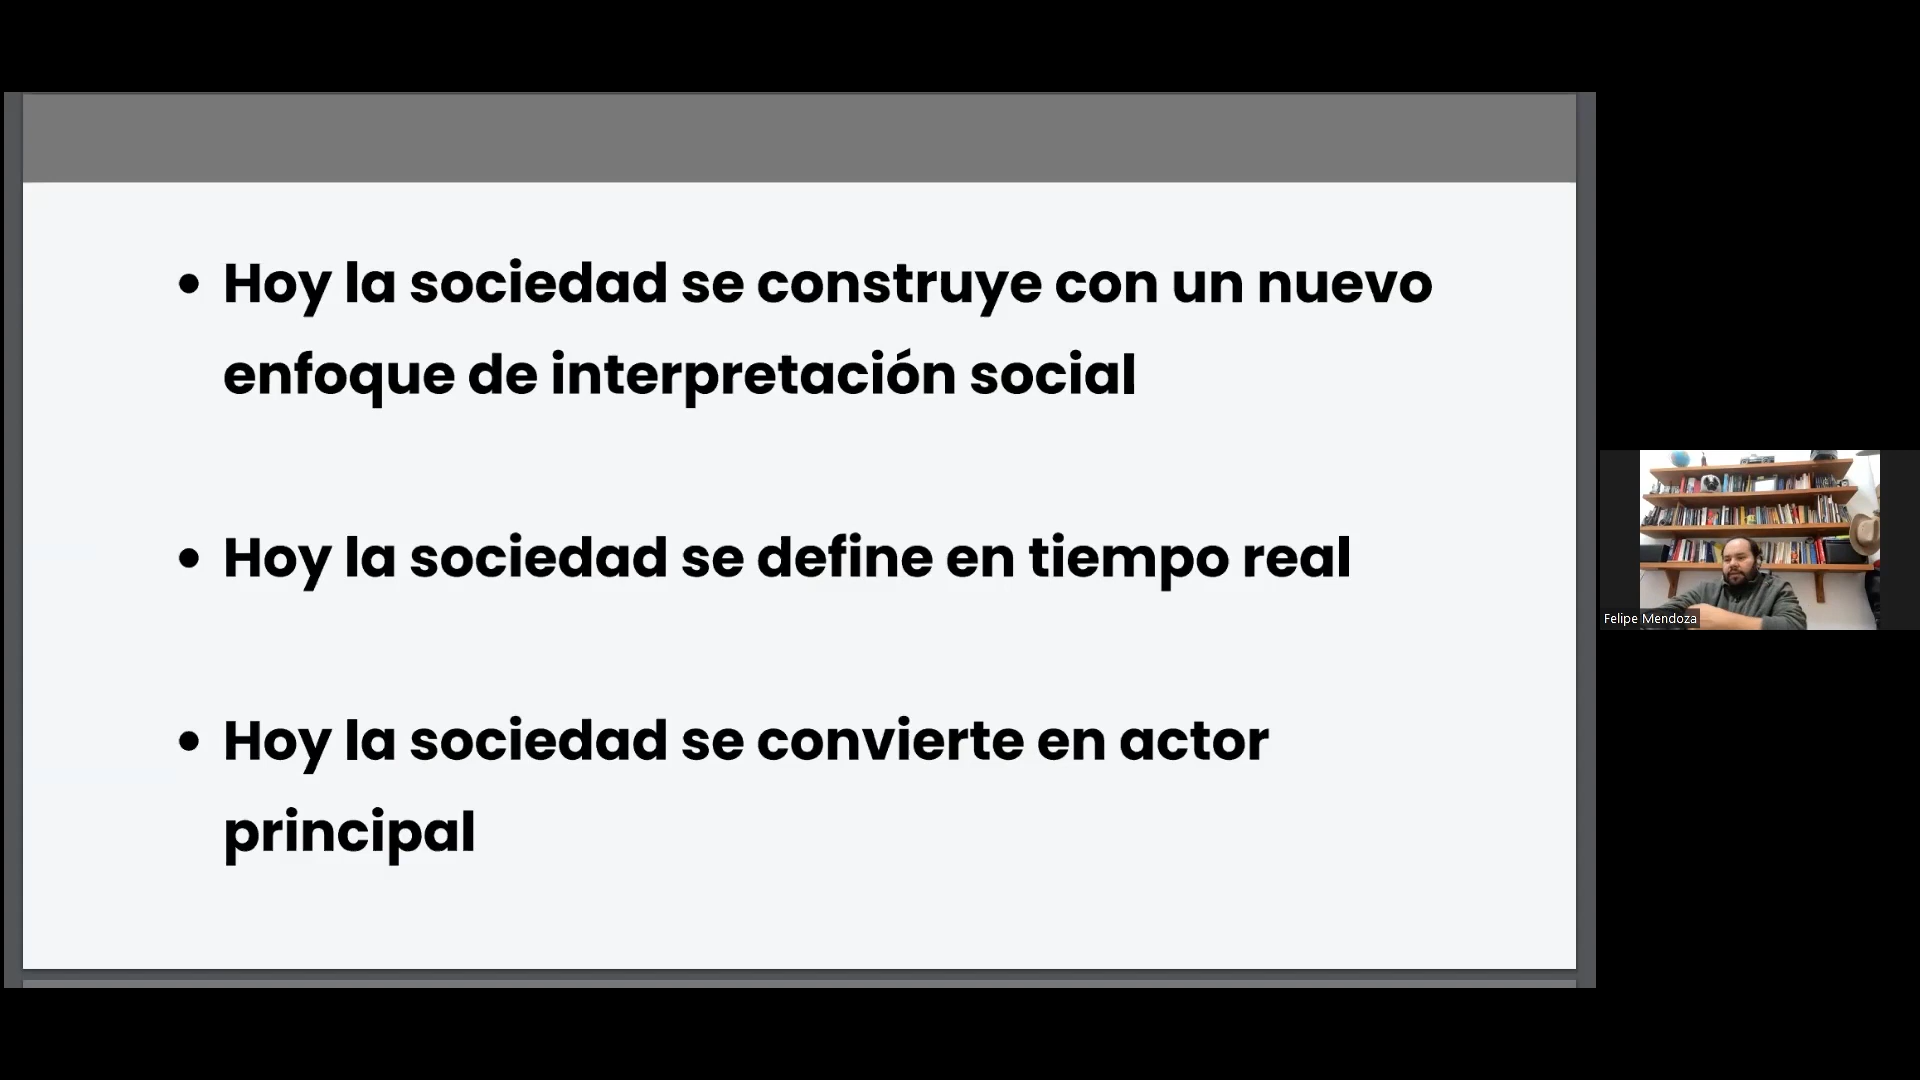 • Hoy la sociedad se construye con un nuevo
enfoque de interpretación social
• Hoy la sociedad se define en tiempo real
• Hoy la sociedad se convierte en actor
principal
Felipe Mendoza